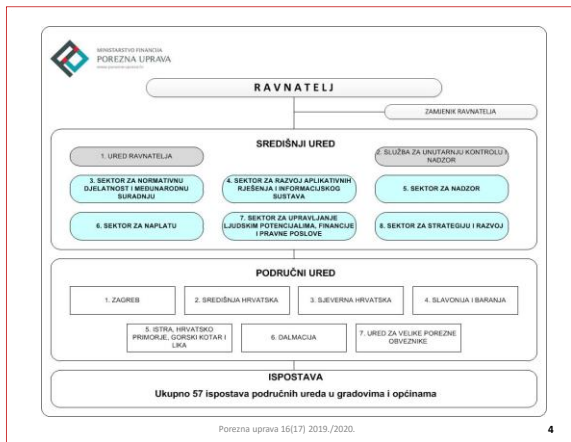 MINISTARSTVO FINANCIJA
POREZNA UPRAVA
www.porezna-uprava.hr
RAVNATELJ
ZAMJENIK RAVNATELJA
SREDIŠNJI URED
1. URED RAVNATELJA
2. SLUŽBA ZA UNUTARNJU KONTROLU I
NADZOR
3. SEKTOR ZA NORMATIVNU
DJELATNOST I MEĐUNARODNU
SURADNJU
4. SEKTOR ZA RAZVOJ APLIKATIVNIH
RJEŠENJA I INFORMACIJSKOG
SUSTAVA
5. SEKTOR ZA NADZOR
6. SEKTOR ZA NAPLATU
7. SEKTOR ZA UPRAVLJANJE
LJUDSKIM POTENCIJALIMA, FINANCIJE
I PRAVNE POSLOVE
8. SEKTOR ZA STRATEGIJU I RAZVOJ
PODRUČNI URED
1. ZAGREB
2. SREDIŠNJA HRVATSKA
3. SJEVERNA HRVATSKA
4. SLAVONIJA I BARANJA
5. ISTRA, HRVATSKO
PRIMORJE, GORSKI KOTAR I
LIKA
6. DALMACIJA
7. URED ZA VELIKE POREZNE
OBVEZNIKE
ISPOSTAVA
Ukupno 57 ispostava područnih ureda u gradovima i općinama
Porezna uprava 16(17) 2019./2020.
4